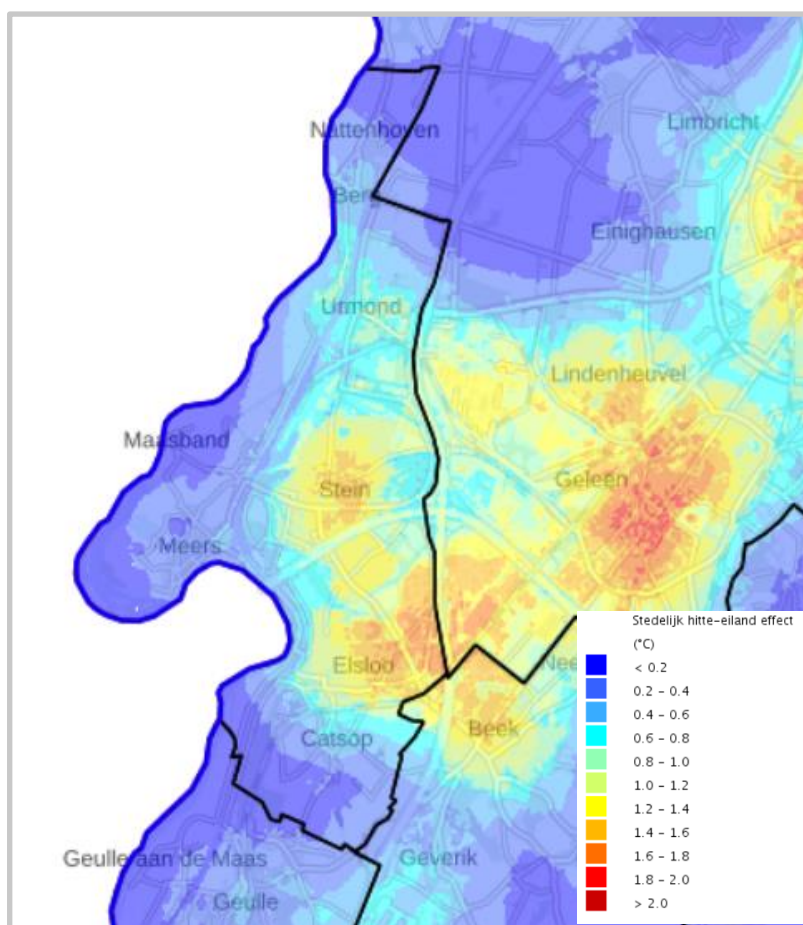 Limbricht
Nattenhoven
Berg
Einighausen
Urmond
Lindenheuvel
Maasband
Geleen
Stein
Meers
Stedelijk hitte-eiland effect
(°C)
Elsloo
Nee
< 0.2
0.2 - 0.4
0.4 - 0.6
Beek
Catsop
0.6 - 0.8
0.8 - 1.0
1.0 - 1.2
1.2 - 1.4
1.4 - 1.6
Geulle aan de Maas
Geverik
1.6 - 1.8
1.8 - 2.0
Geulle
> 2.0